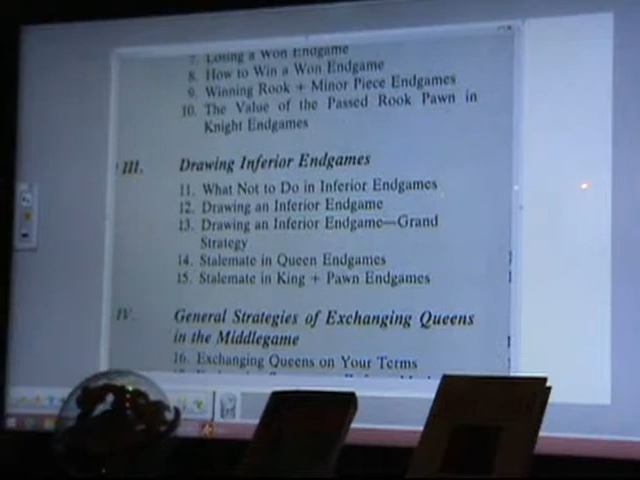 7. Losing a Won Endgame
8. How to Win a Won Endgame
9. Winning Rook + Minor Piece Endgames
10. The Value of the Passed Rook Pawn in
Knight Endgames
III. Drawing Inferior Endgames
11. What Not to Do in Inferior Endgames
12. Drawing an Inferior Endgame
13. Drawing an Inferior Endgame—Grand
Strategy
14. Stalemate in Queen Endgames
15. Stalemate in King + Pawn Endgames
IV. General Strategies of Exchanging Queens
in the Middlegame
16. Exchanging Queens on Your Terms